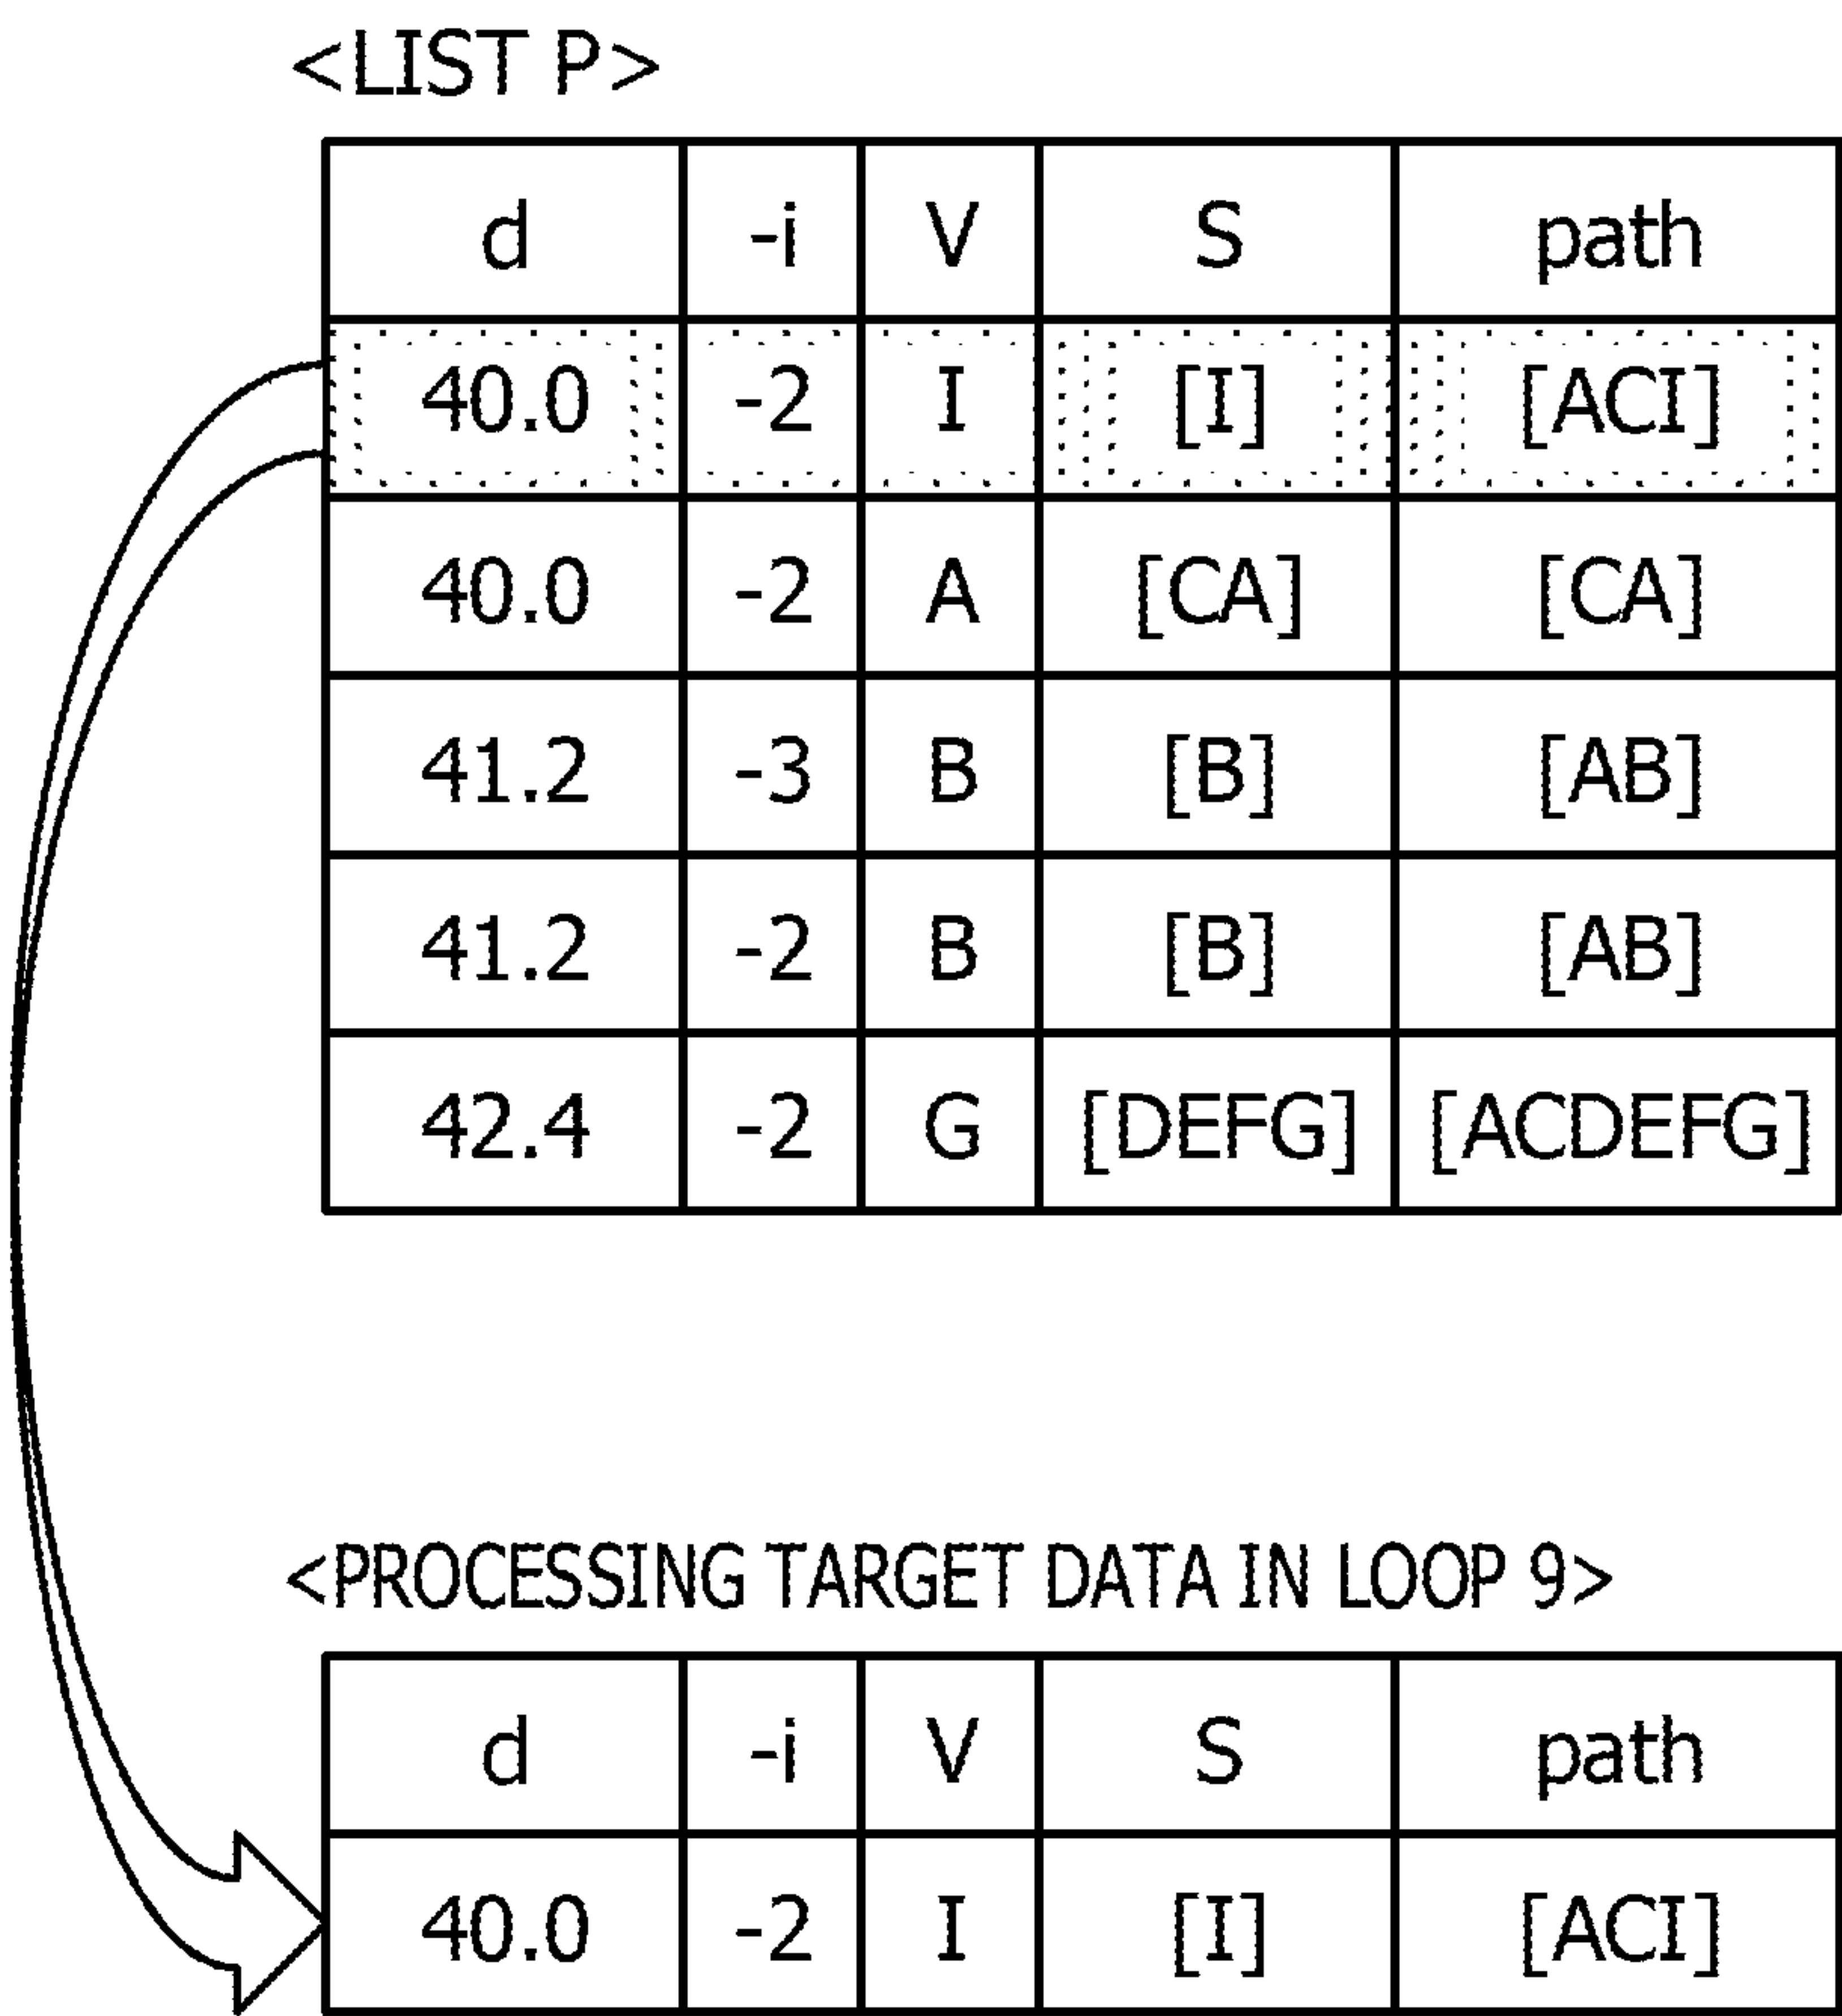 <LIST P>
d -i V S path
40.0 -2 I [I] [ACI]
40.0 -2 A [CA] [CA]
41.2 -3 B [B] [AB]
41.2 -2 B [B] [AB]
42.4 -2 G [DEFG] [ACDEFG]
<PROCESSING TARGET DATA IN LOOP 9>
d -i V S path
40.0 -2 I [I] [ACI]